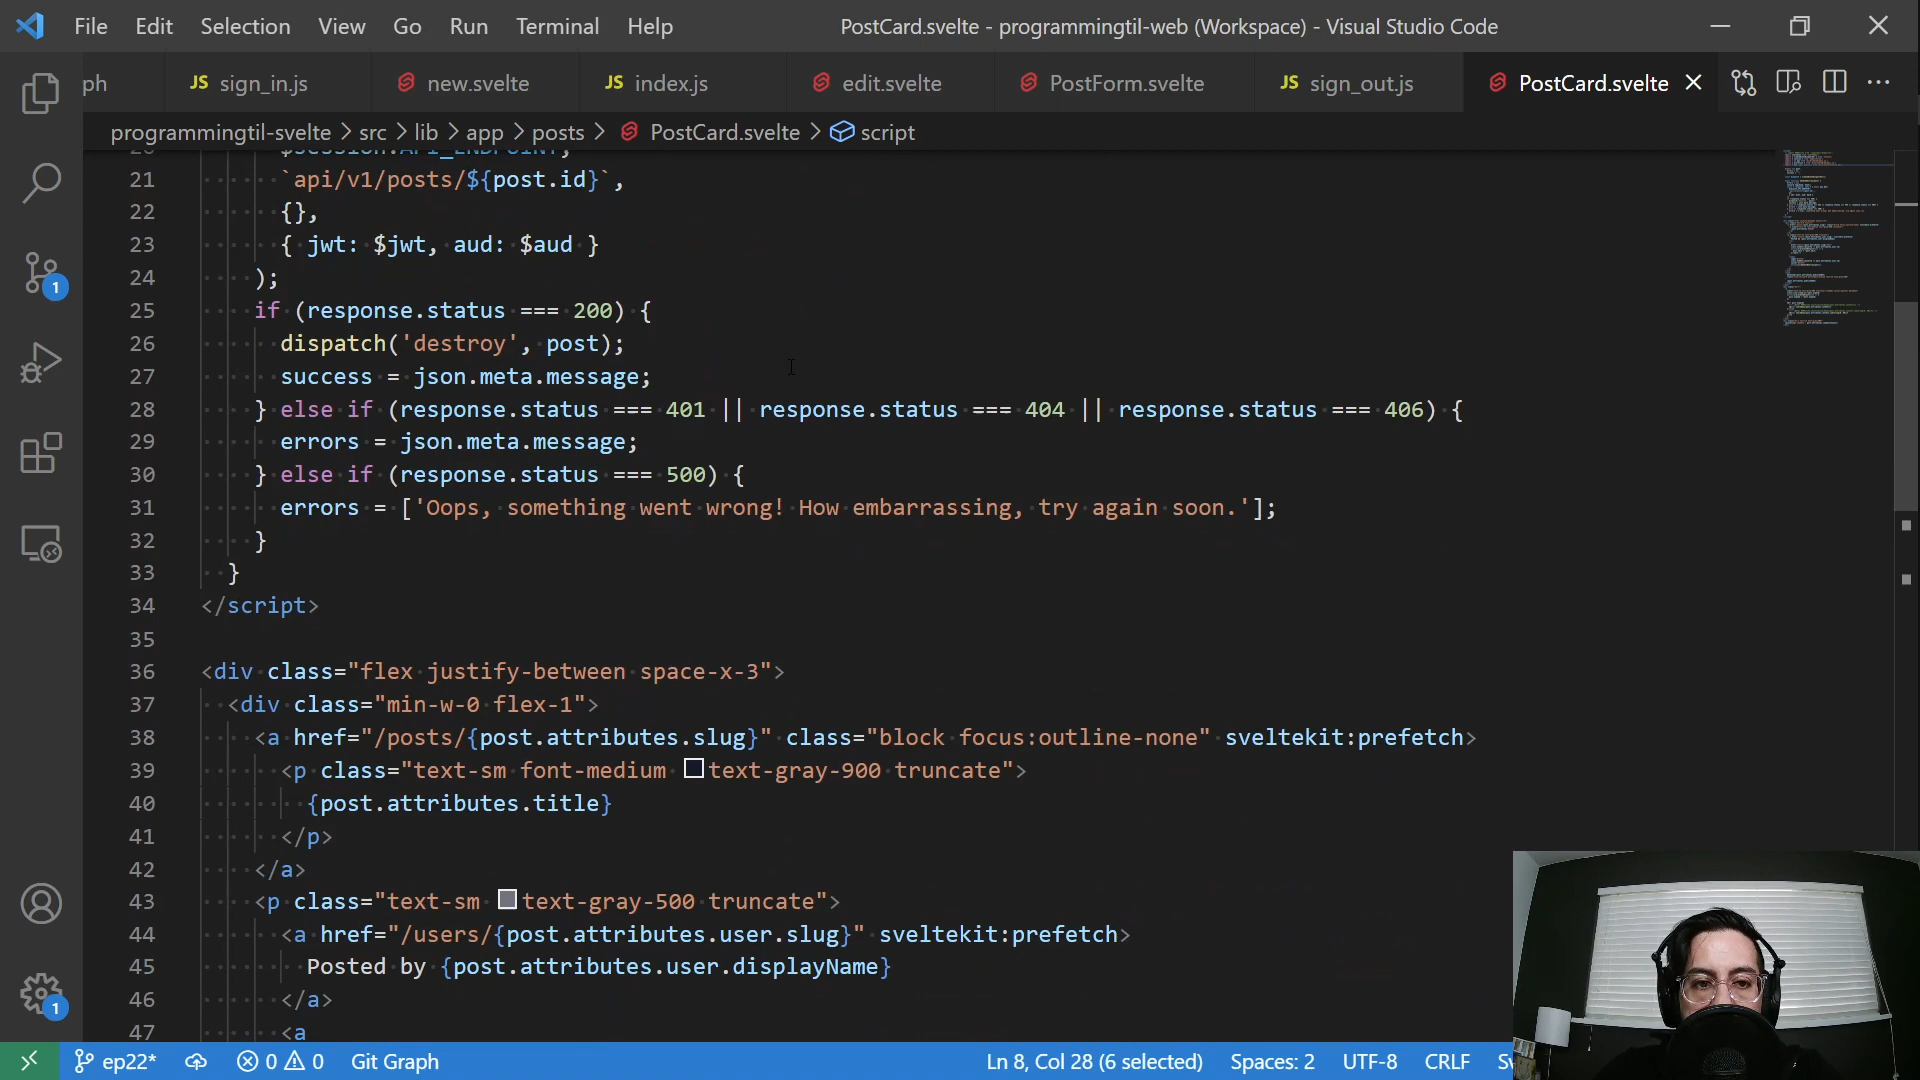 File Edit Selection View Go Run Terminal Help PostCard.svelte - programmingtil-web (Workspace) - Visual Studio Code
ph JS sign_in.js new.svelte JS index.js edit.svelte PostForm.svelte JS sign_out.js PostCard.svelte
programmingtil-svelte > src > lib > app > posts > PostCard.svelte > script
20 $session.API_ENDPOINT,
21 `api/v1/posts/${post.id}`,
22 {},
23 { jwt: $jwt, aud: $aud }
24 );
25 if (response.status === 200) {
26 dispatch('destroy', post);
27 success = json.meta.message;
28 } else if (response.status === 401 || response.status === 404 || response.status === 406) {
29 errors = json.meta.message;
30 } else if (response.status === 500) {
31 errors = ['Oops, something went wrong! How embarrassing, try again soon.'];
32 }
33 }
34 </script>
35
36 <div class="flex justify-between space-x-3">
37 <div class="min-w-0 flex-1">
38 <a href="/posts/{post.attributes.slug}" class="block focus:outline-none" sveltekit:prefetch>
39 <p class="text-sm font-medium text-gray-900 truncate">
40 {post.attributes.title}
41 </p>
42 </a>
43 <p class="text-sm text-gray-500 truncate">
44 <a href="/users/{post.attributes.user.slug}" sveltekit:prefetch>
45 Posted by {post.attributes.user.displayName}
46 </a>
47 <a
1
1
ep22* 0 0 Git Graph Ln 8, Col 28 (6 selected) Spaces: 2 UTF-8 CRLF